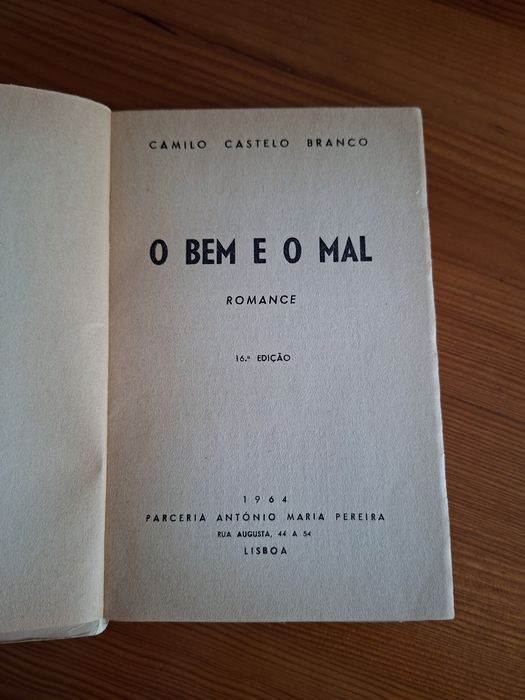 CAMILO CASTELO BRANCO
O BEM E O MAL
ROMANCE
16.ª EDIÇÃO
1964
PARCERIA ANTÓNIO MARIA PEREIRA
RUA AUGUSTA, 44 A 54
LISBOA